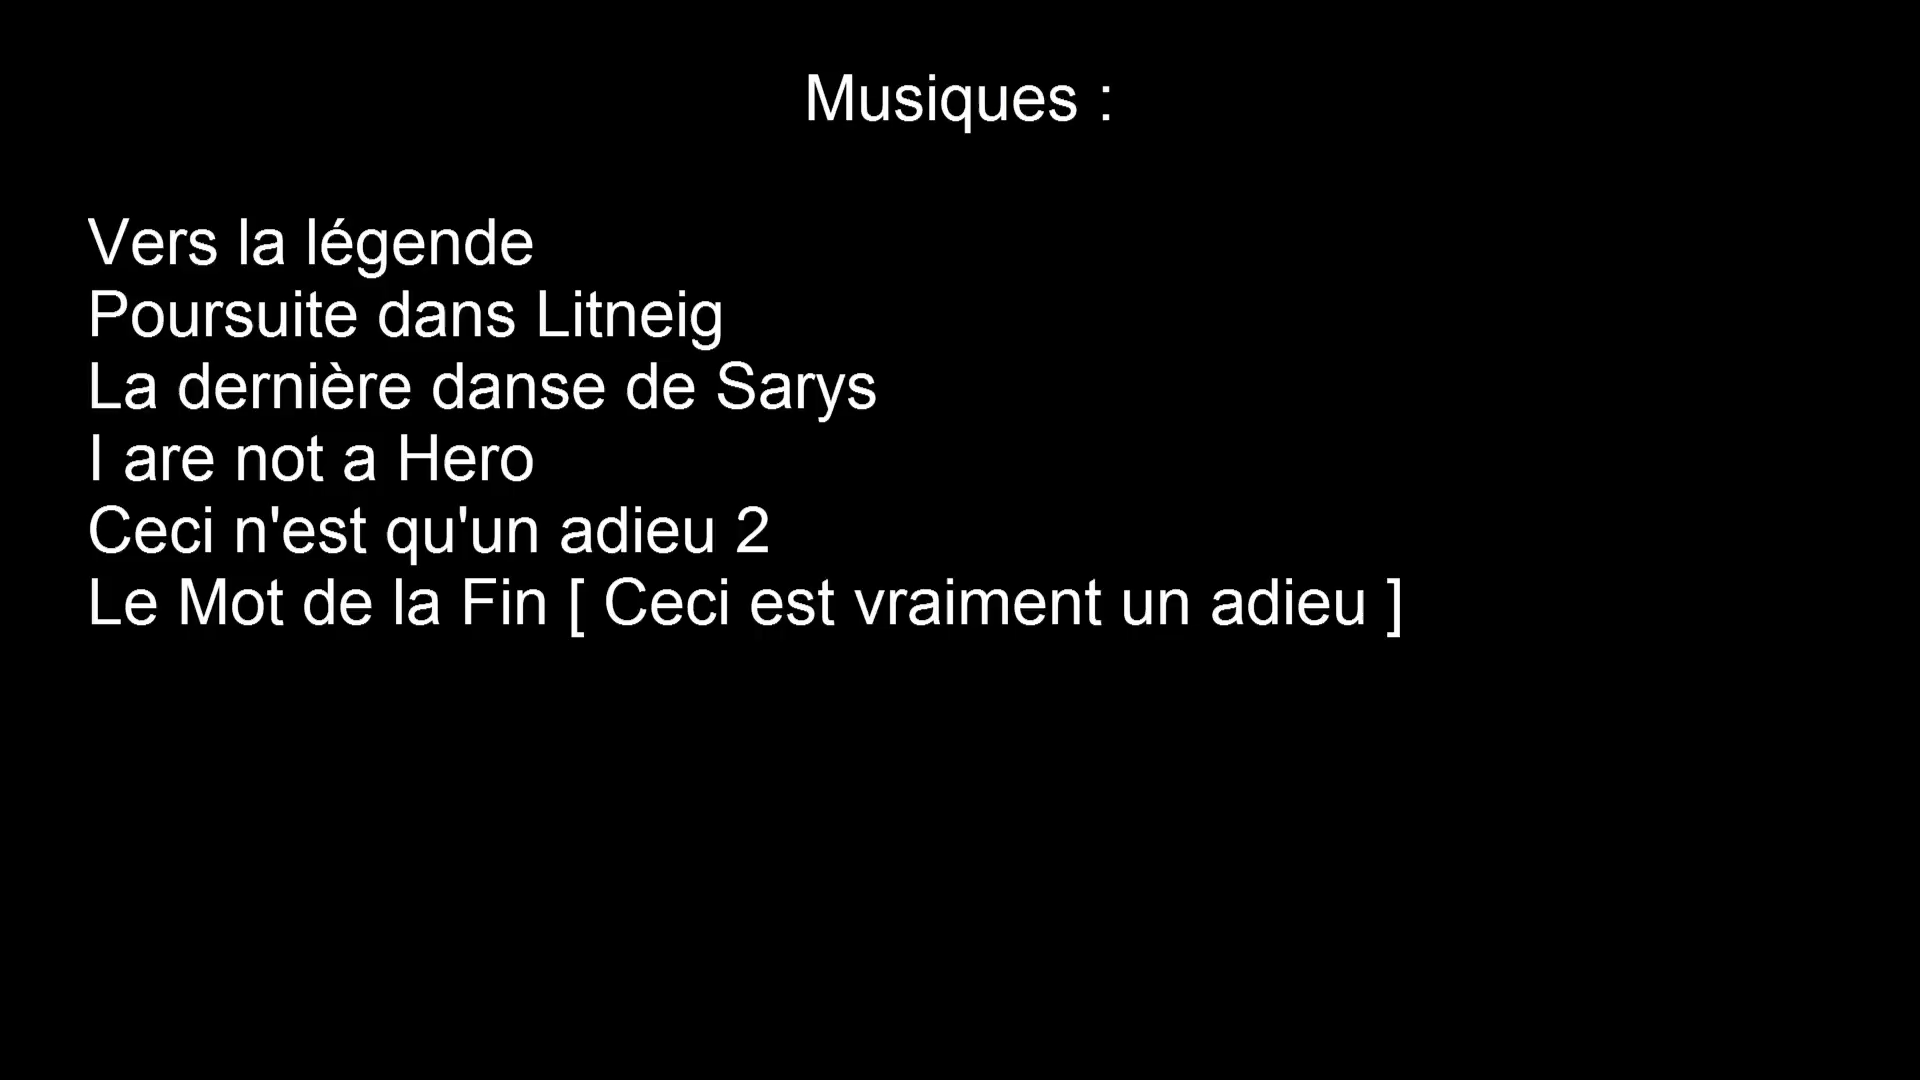 Musiques :
Vers la légende
Poursuite dans Litneig
La dernière danse de Sarys
I are not a Hero
Ceci n'est qu'un adieu 2
Le Mot de la Fin [ Ceci est vraiment un adieu ]